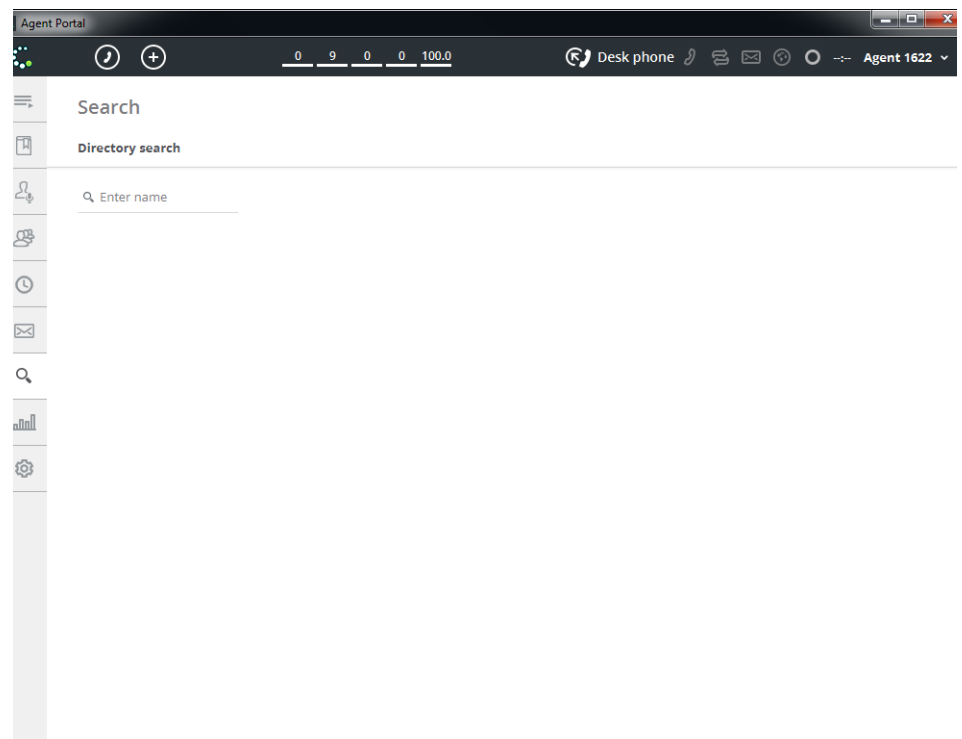 Agent Portal
0 9 0 0 100.0 Desk phone --:-- Agent 1622
Search
Directory search
Enter name